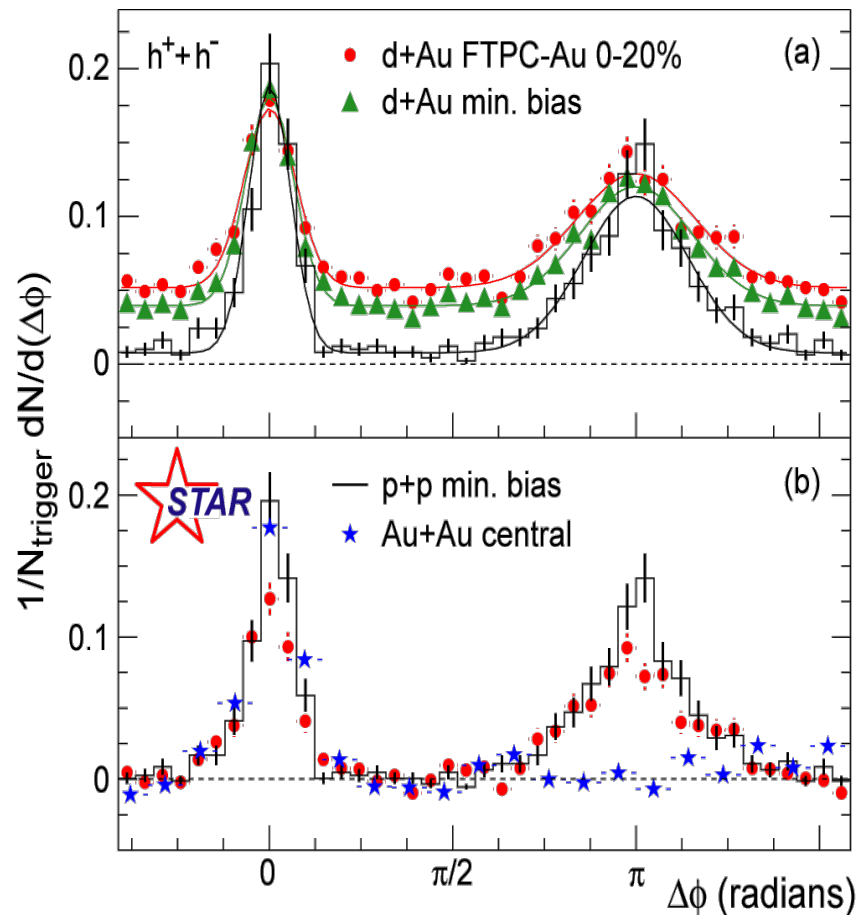 h⁺+h⁻
d+Au FTPC-Au 0-20%
d+Au min. bias
(a)
0.2
0.1
0
1/N_trigger dN/d(Δϕ)
STAR
p+p min. bias
Au+Au central
(b)
0.2
0.1
0
0 π/2 π Δϕ (radians)